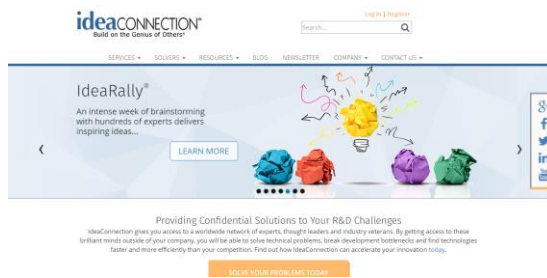 Log In | Register
ideaCONNECTION®
Build on the Genius of Others®
Search...
SERVICES SOLVERS RESOURCES BLOG NEWSLETTER COMPANY CONTACT US
IdeaRally®
An intense week of brainstorming
with hundreds of experts delivers
inspiring ideas...
LEARN MORE
Providing Confidential Solutions to Your R&D Challenges
IdeaConnection gives you access to a worldwide network of experts, thought leaders and industry veterans. By getting access to these
brilliant minds outside of your company, you will be able to solve technical problems, break development bottlenecks and find technologies
faster and more efficiently than your competition. Find out how IdeaConnection can accelerate your innovation today.
SOLVE YOUR PROBLEMS TODAY